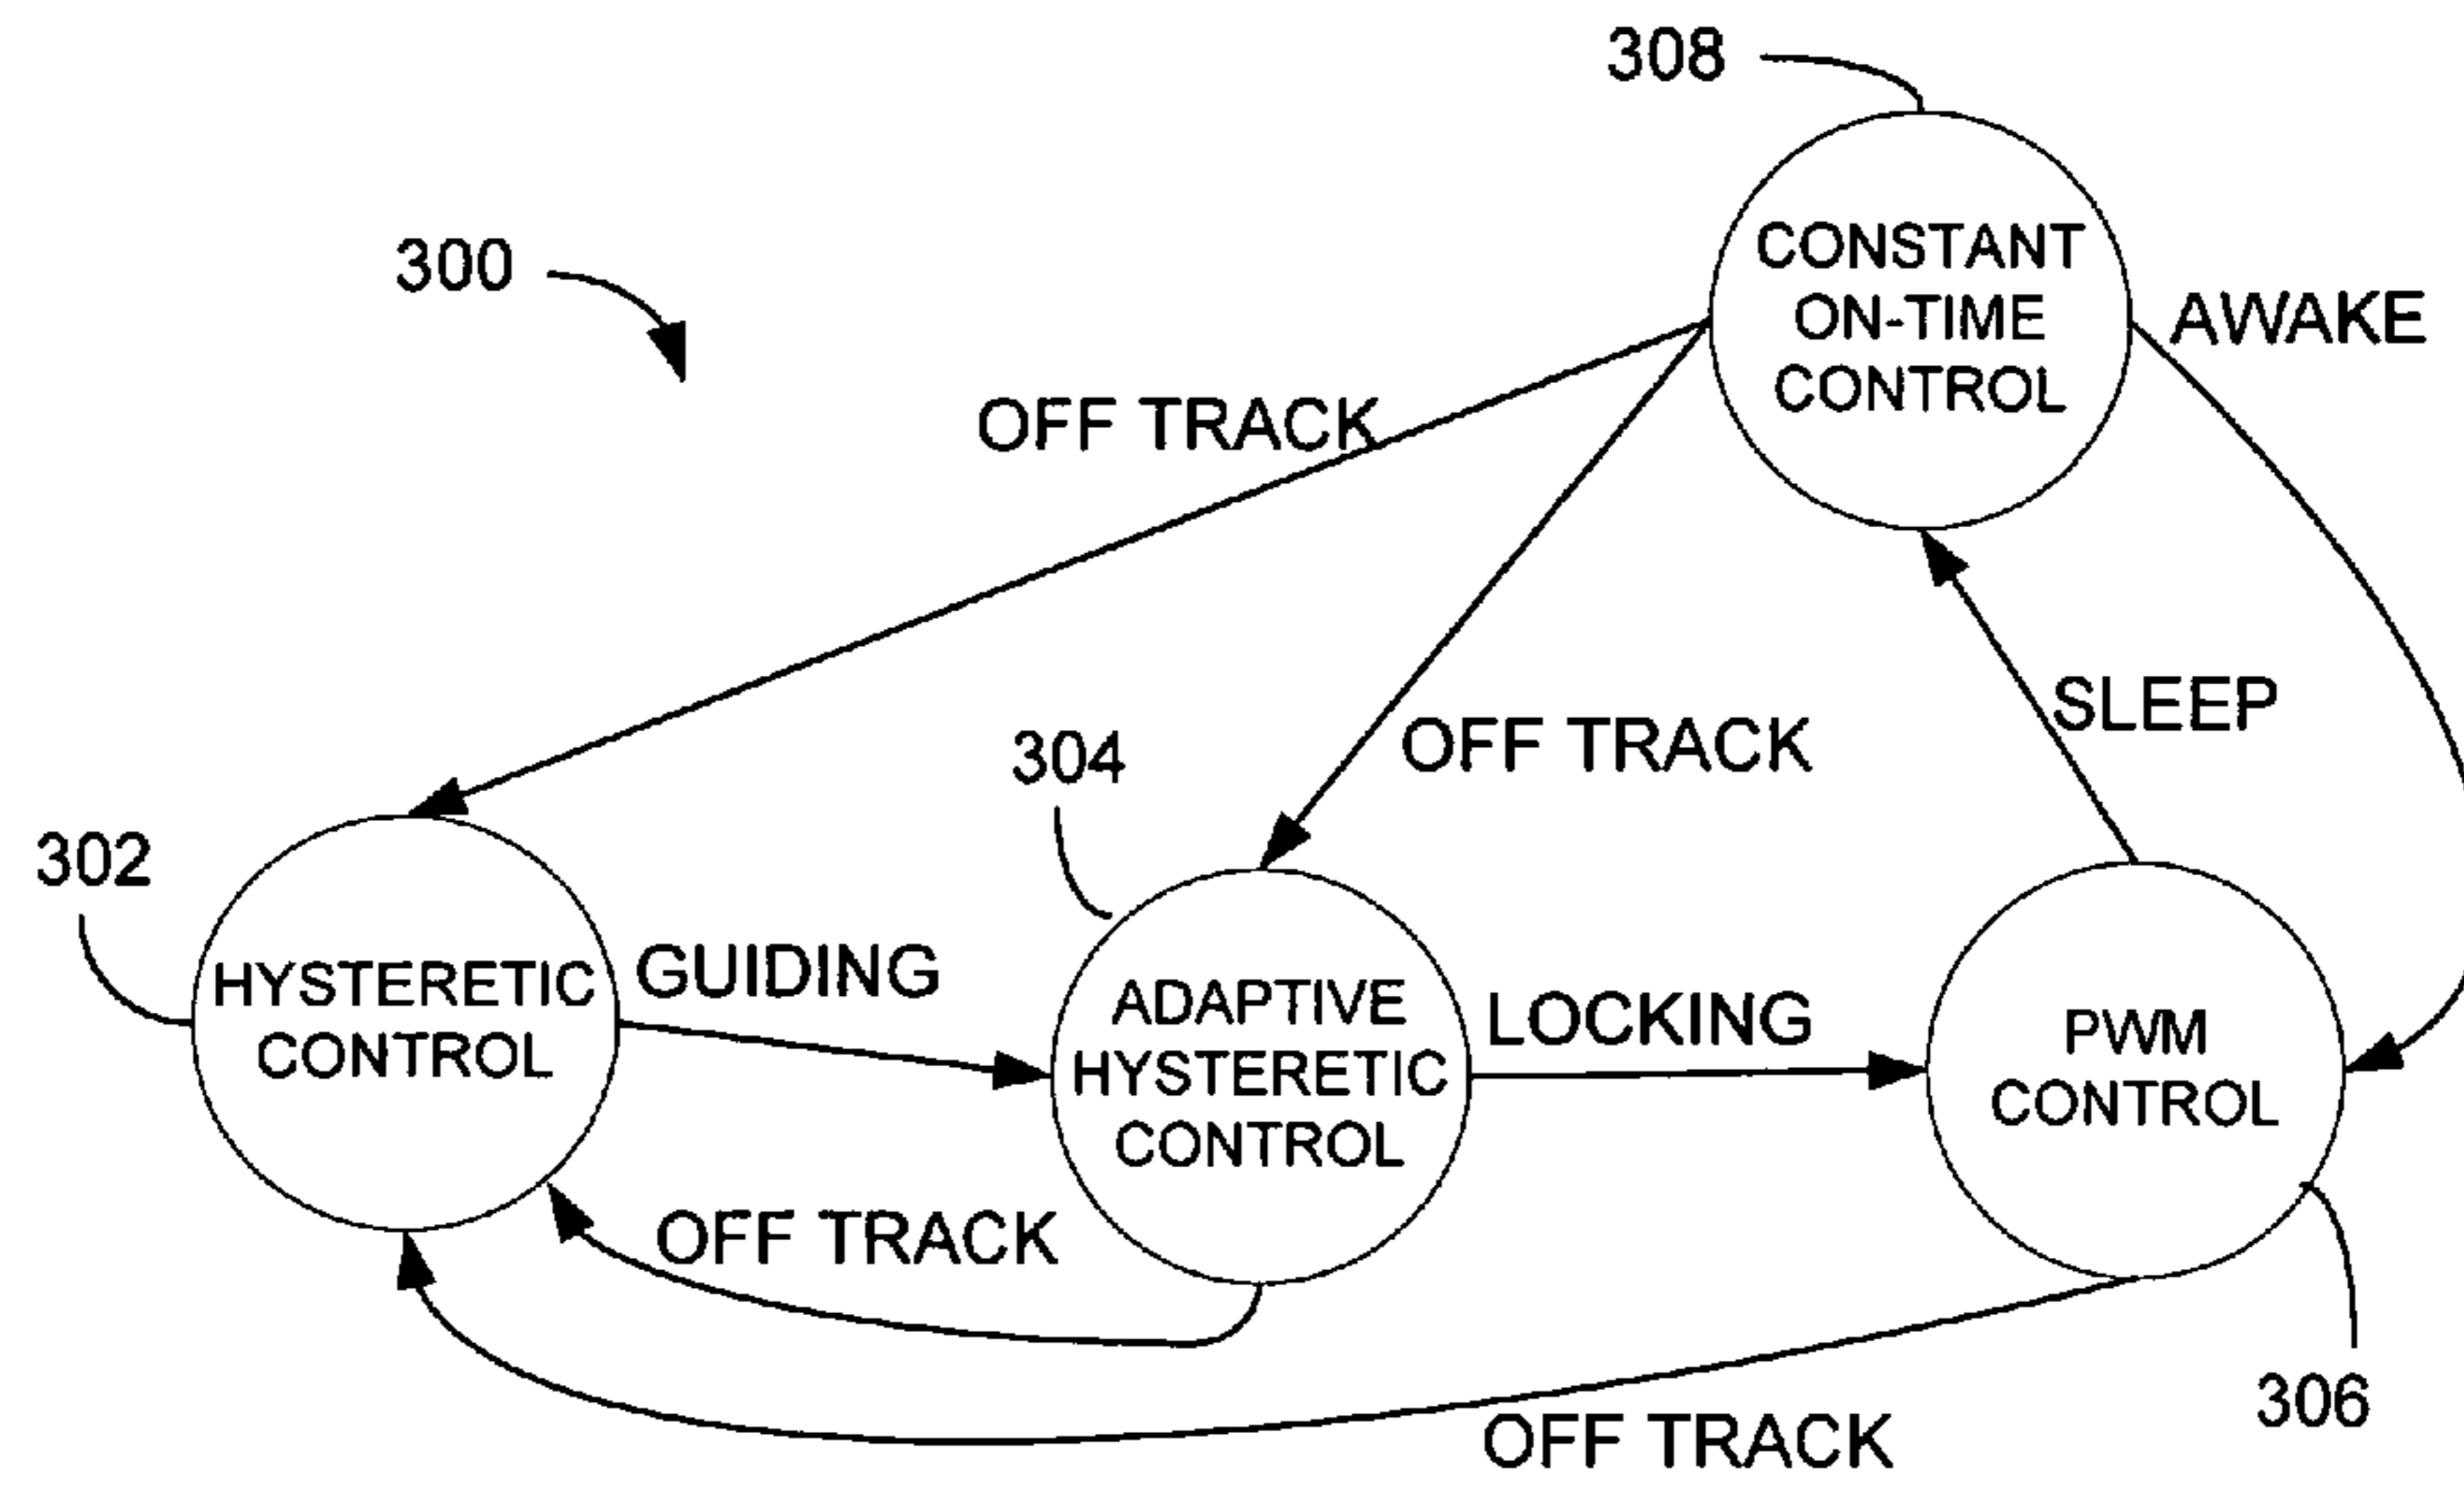 308
300
CONSTANT
ON-TIME
CONTROL
AWAKE
OFF TRACK
SLEEP
OFF TRACK
304
302
HYSTERETIC
CONTROL
GUIDING
ADAPTIVE
HYSTERETIC
CONTROL
LOCKING
PWM
CONTROL
OFF TRACK
306
OFF TRACK